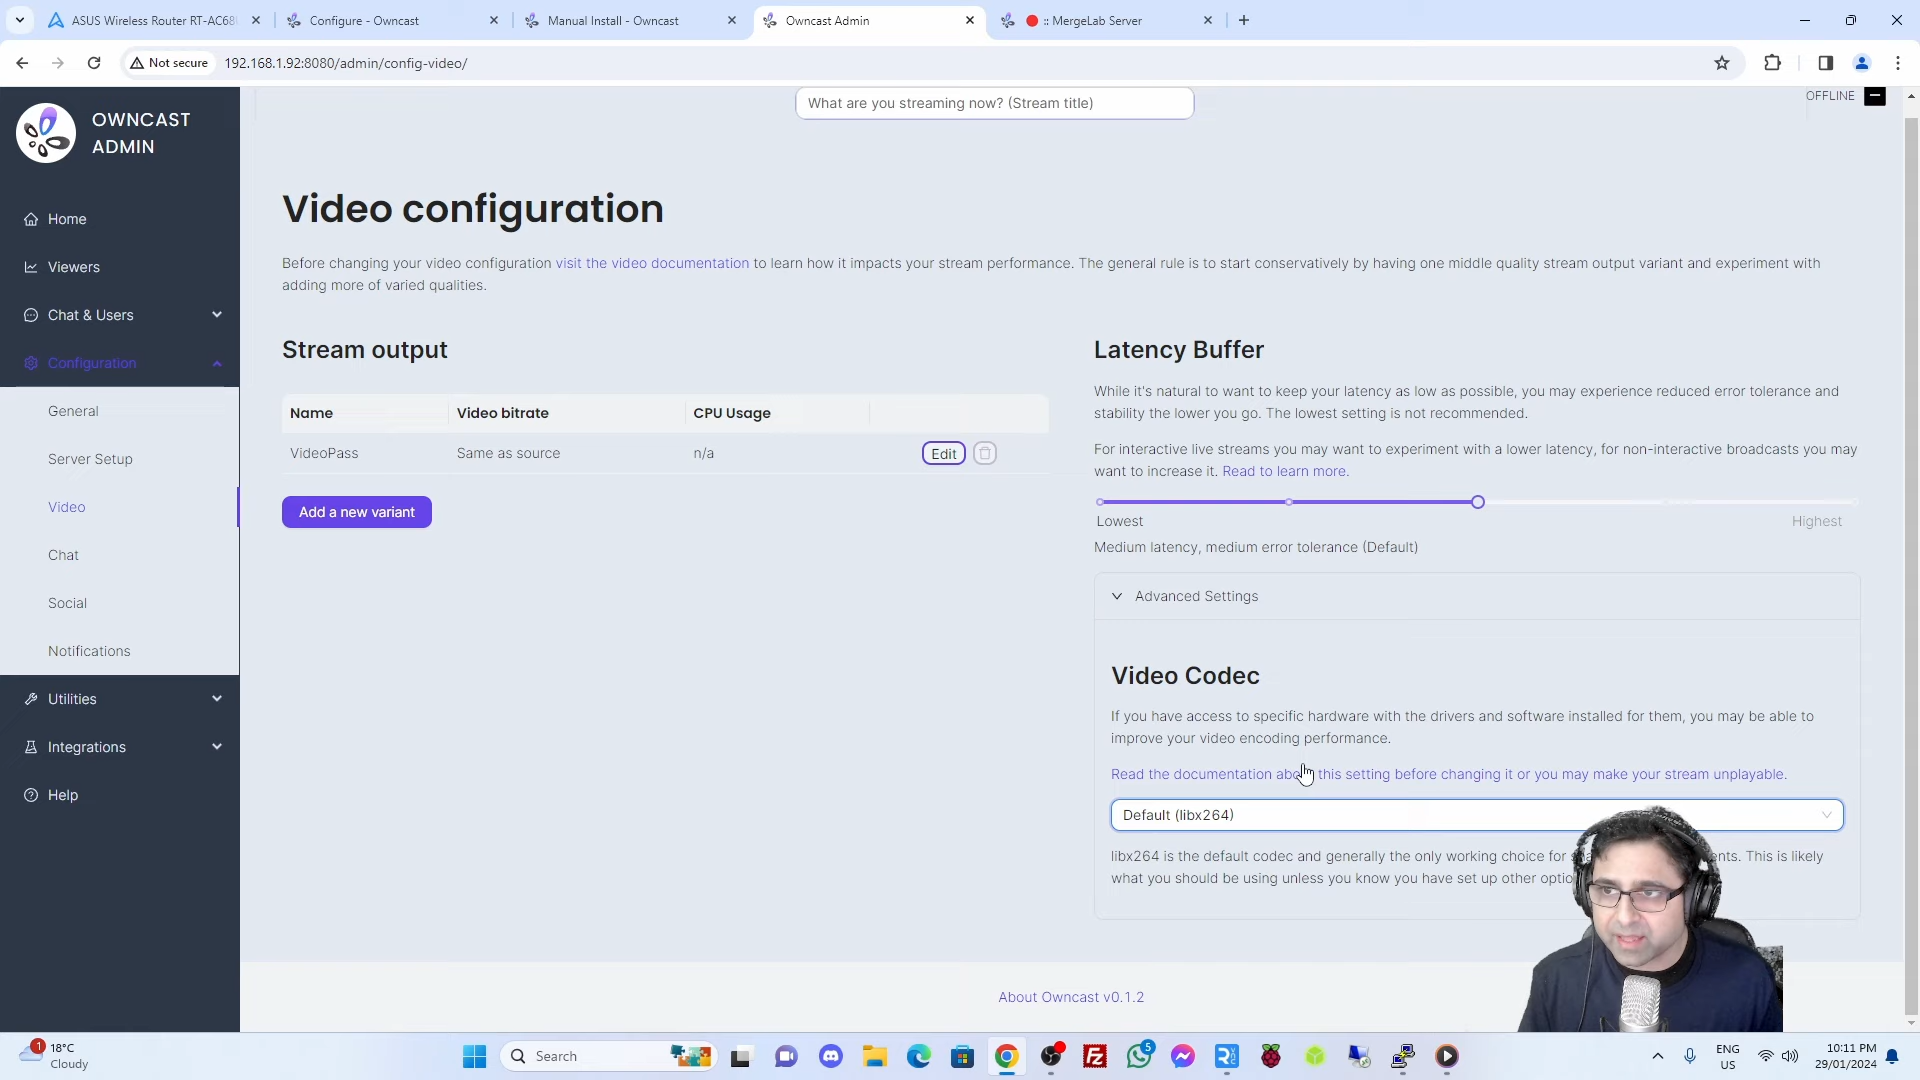 ASUS Wireless Router RT-AC68U
Configure - Owncast
Manual Install - Owncast
Owncast Admin
:: MergeLab Server
Not secure
192.168.1.92:8080/admin/config-video/
OWNCAST
ADMIN
What are you streaming now? (Stream title)
OFFLINE
Home
Viewers
Chat & Users
Configuration
General
Server Setup
Video
Chat
Social
Notifications
Utilities
Integrations
Help
Video configuration
Before changing your video configuration visit the video documentation to learn how it impacts your stream performance. The general rule is to start conservatively by having one middle quality stream output variant and experiment with
adding more of varied qualities.
Stream output
Name Video bitrate CPU Usage
VideoPass Same as source n/a Edit
Add a new variant
Latency Buffer
While it's natural to want to keep your latency as low as possible, you may experience reduced error tolerance and
stability the lower you go. The lowest setting is not recommended.
For interactive live streams you may want to experiment with a lower latency, for non-interactive broadcasts you may
want to increase it. Read to learn more.
Lowest Highest
Medium latency, medium error tolerance (Default)
Advanced Settings
Video Codec
If you have access to specific hardware with the drivers and software installed for them, you may be able to
improve your video encoding performance.
Read the documentation about this setting before changing it or you may make your stream unplayable.
Default (libx264)
libx264 is the default codec and generally the only working choice for This is likely
what you should be using unless you know you have set up other
About Owncast v0.1.2
1
18°C
Cloudy
Search
5
ENG
US
10:11 PM
29/01/2024